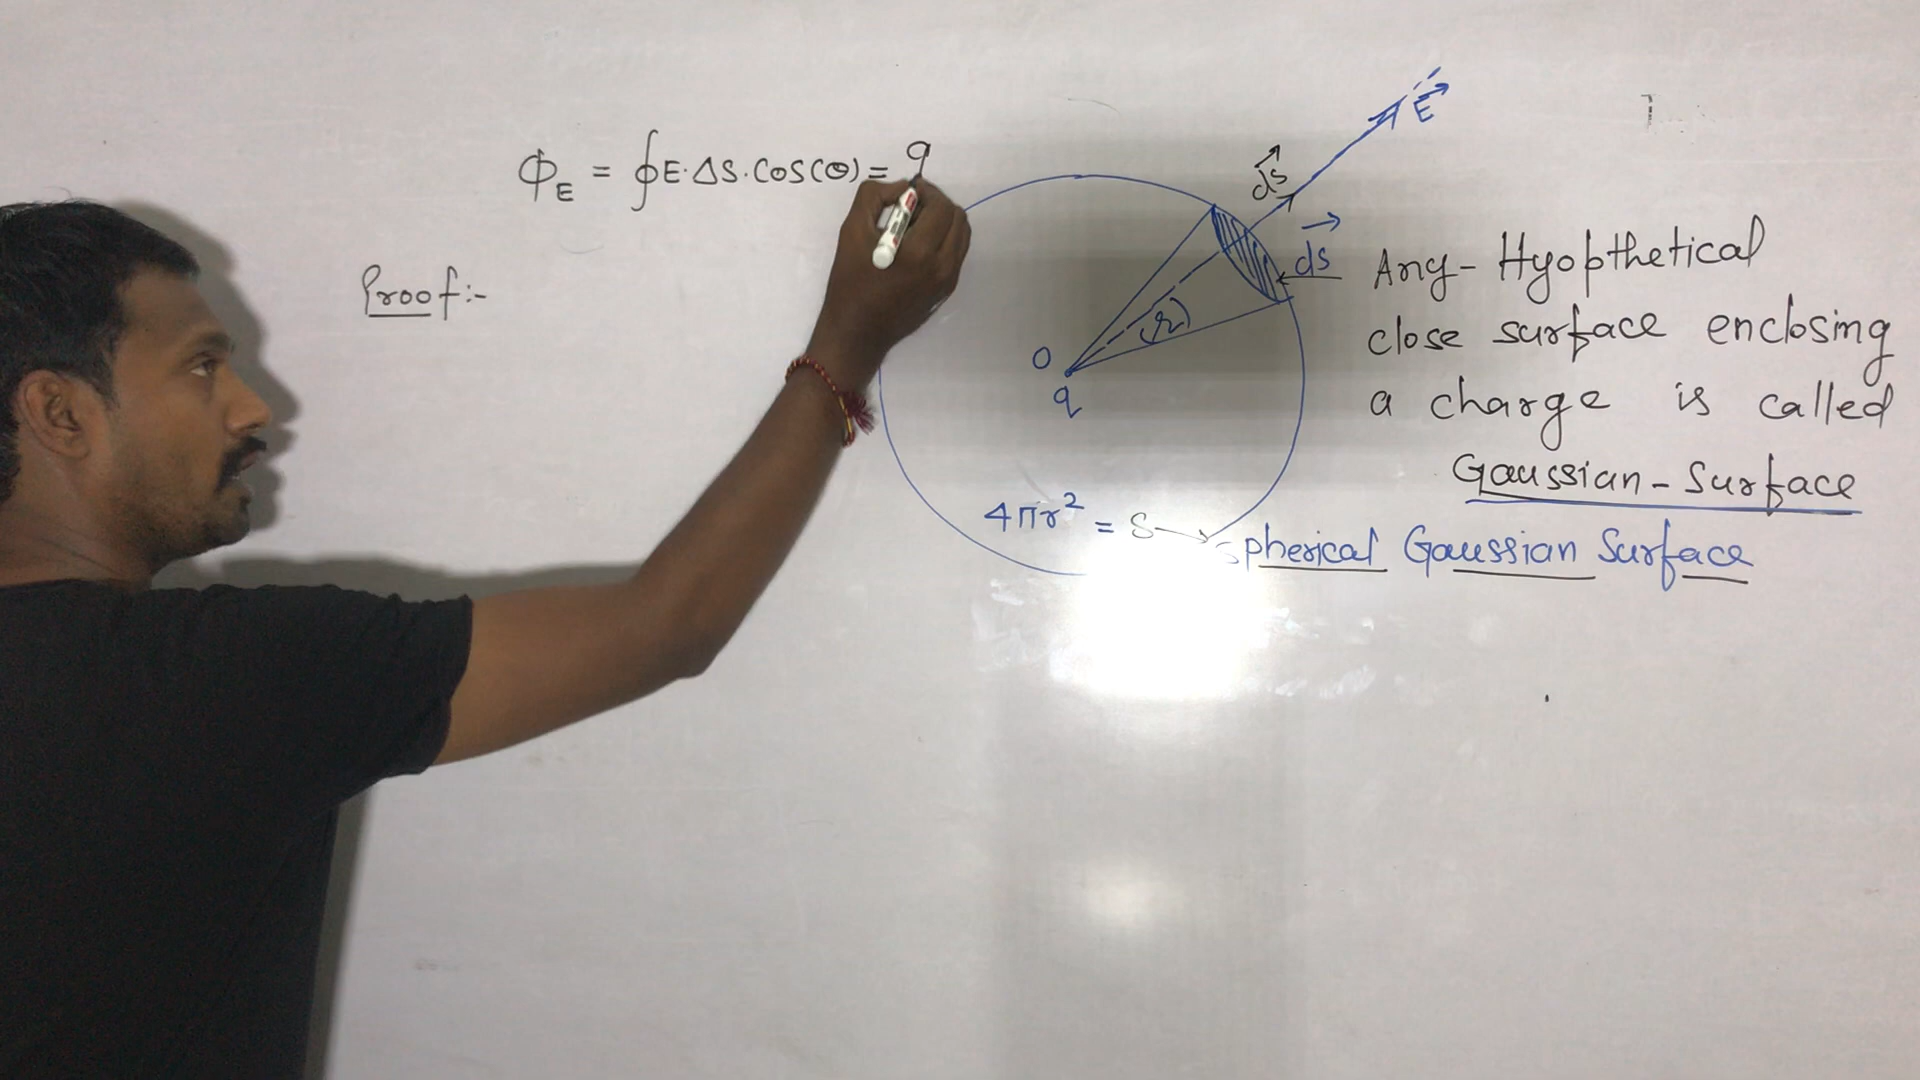 ϕ_E = ∮E·ΔS·Cos(θ) = q
Proof:-
E⃗
ds⃗
ds⃗
(r)
O
q
4πr² = S → Spherical Gaussian Surface
Any-Hyopthetical
close surface enclosing
a charge is called
Gaussian-Surface